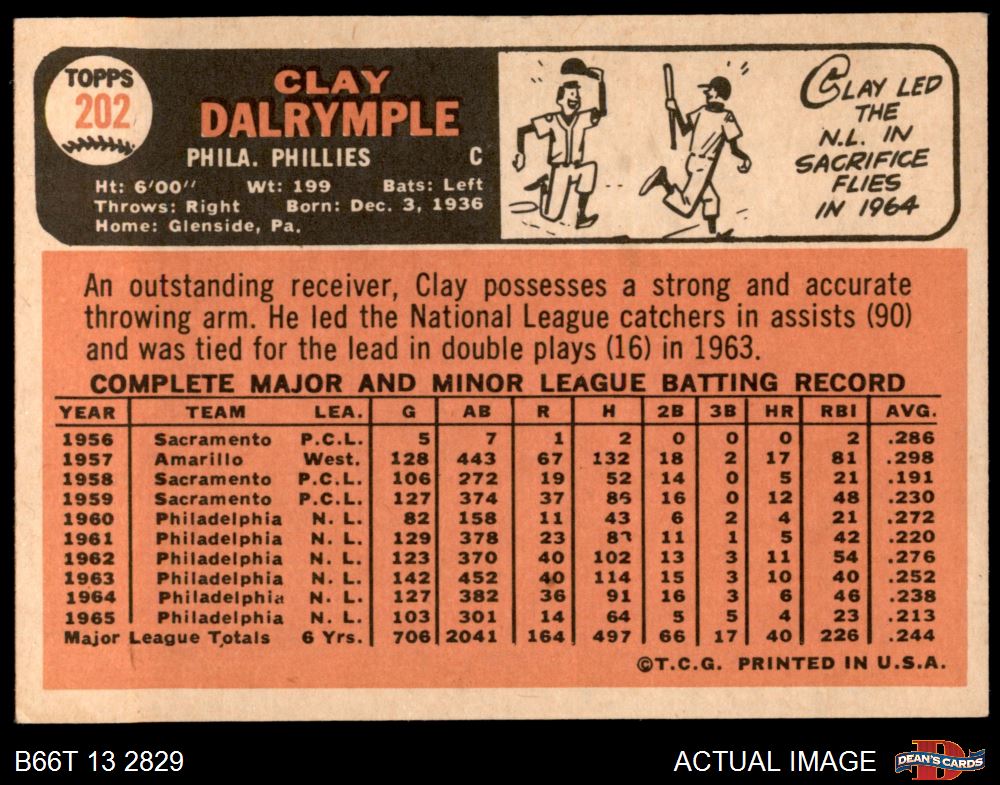 TOPPS
202
CLAY
DALRYMPLE
PHILA. PHILLIES C
Ht: 6'00" Wt: 199 Bats: Left
Throws: Right Born: Dec. 3, 1936
Home: Glenside, Pa.
CLAY LED
THE
N.L. IN
SACRIFICE
FLIES
IN 1964
An outstanding receiver, Clay possesses a strong and accurate
throwing arm. He led the National League catchers in assists (90)
and was tied for the lead in double plays (16) in 1963.
COMPLETE MAJOR AND MINOR LEAGUE BATTING RECORD
YEAR TEAM LEA. G AB R H 2B 3B HR RBI AVG.
1956 Sacramento P.C.L. 5 7 1 2 0 0 0 2 .286
1957 Amarillo West. 128 443 67 132 18 2 17 81 .298
1958 Sacramento P.C.L. 106 272 19 52 14 0 5 21 .191
1959 Sacramento P.C.L. 127 374 37 86 16 0 12 48 .230
1960 Philadelphia N. L. 82 158 11 43 6 2 4 21 .272
1961 Philadelphia N. L. 129 378 23 11 1 5 42 .220
1962 Philadelphia N. L. 123 370 40 102 13 3 11 54 .276
1963 Philadelphia N. L. 142 452 40 114 15 3 10 40 .252
1964 Philadelphia N. L. 127 382 36 91 16 3 6 46 .238
1965 Philadelphia N. L. 103 301 14 64 5 5 4 23 .213
Major League Totals 6 Yrs. 706 2041 164 497 66 17 40 226 .244
©T.C.G. PRINTED IN U.S.A.
B66T 13 2829 ACTUAL IMAGE DEAN'S CARDS